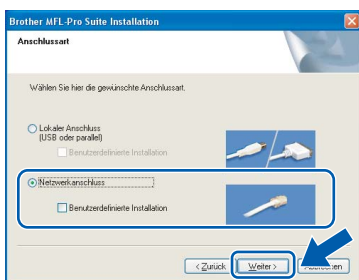 Brother MFL-Pro Suite Installation
Anschlussart
Wählen Sie hier die gewünschte Anschlussart.
Lokaler Anschluss
(USB oder parallel)
Benutzerdefinierte Installation
Netzwerkanschluss
Benutzerdefinierte Installation
< Zurück
Weiter >